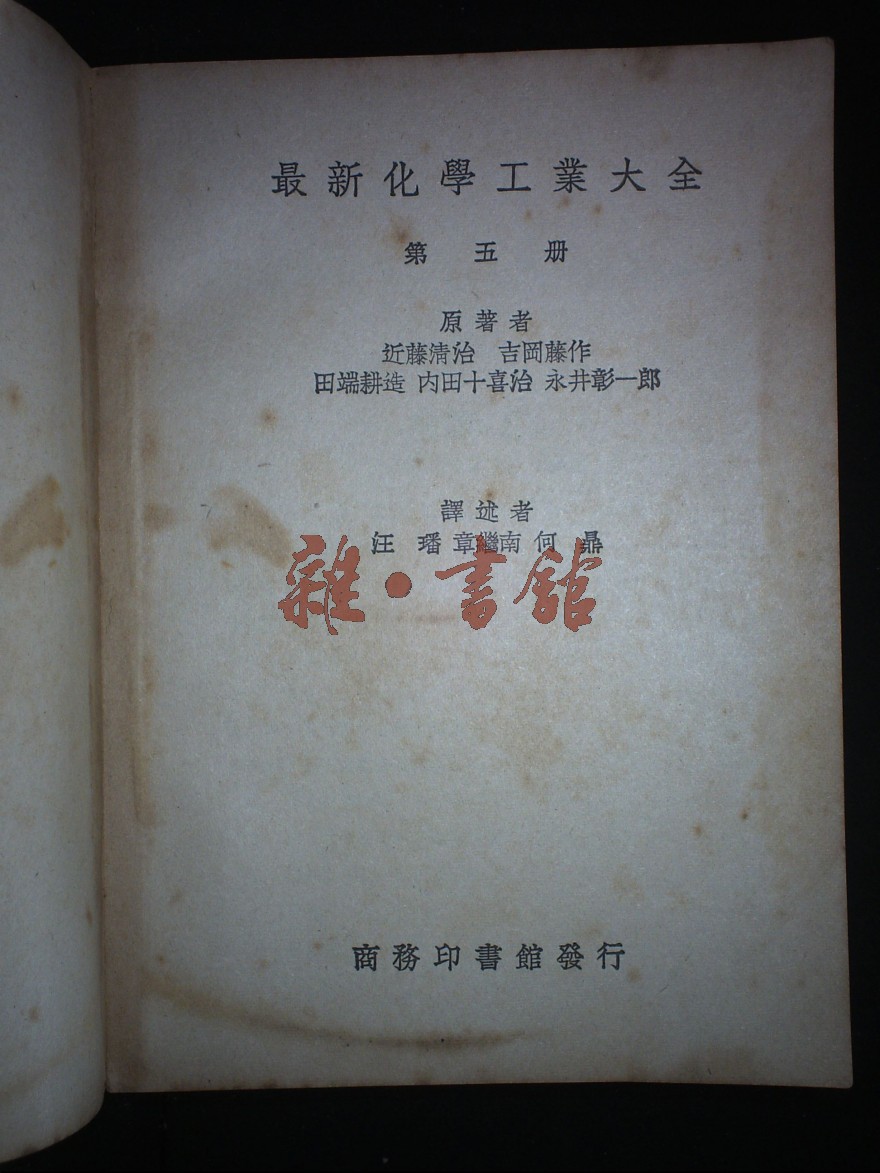 最新化學工業大全
第五册
原著者
近藤清治 吉岡藤作
田端耕造 內田十喜治 永井彰一郎
譯述者
汪璠 章繼南 何鼎
雜·書館
商務印書館發行